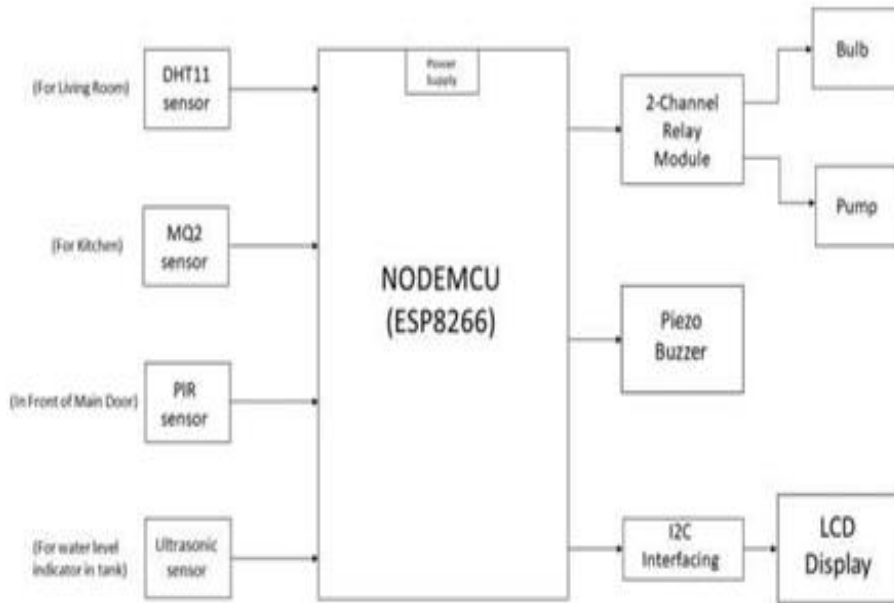 (For Living Room)
DHT11
sensor
(For Kitchen)
MQ2
sensor
(In Front of Main Door)
PIR
sensor
(For water level
indicator in tank)
Ultrasonic
sensor
Power
Supply
NODEMCU
(ESP8266)
2-Channel
Relay
Module
Bulb
Pump
Piezo
Buzzer
I2C
Interfacing
LCD
Display